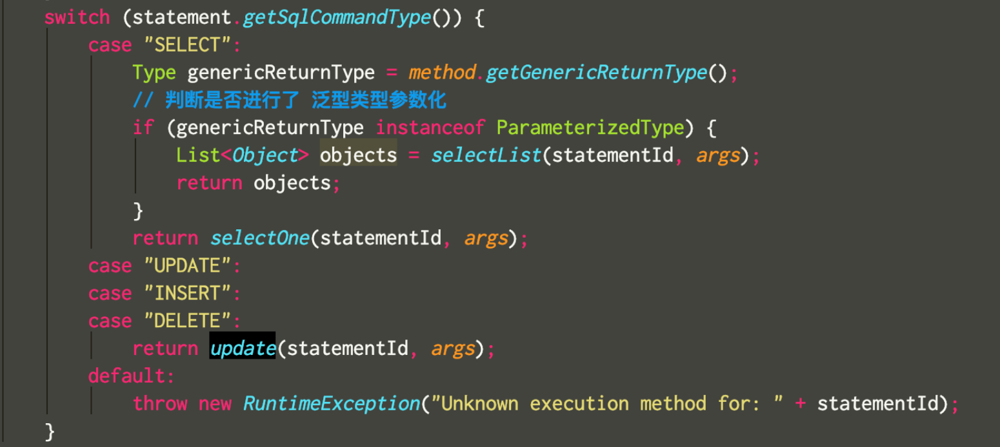 switch (statement.getSqlCommandType()) {
case "SELECT":
Type genericReturnType = method.getGenericReturnType();
// 判断是否进行了 泛型类型参数化
if (genericReturnType instanceof ParameterizedType) {
List<Object> objects = selectList(statementId, args);
return objects;
}
return selectOne(statementId, args);
case "UPDATE":
case "INSERT":
case "DELETE":
return update(statementId, args);
default:
throw new RuntimeException("Unknown execution method for: " + statementId);
}